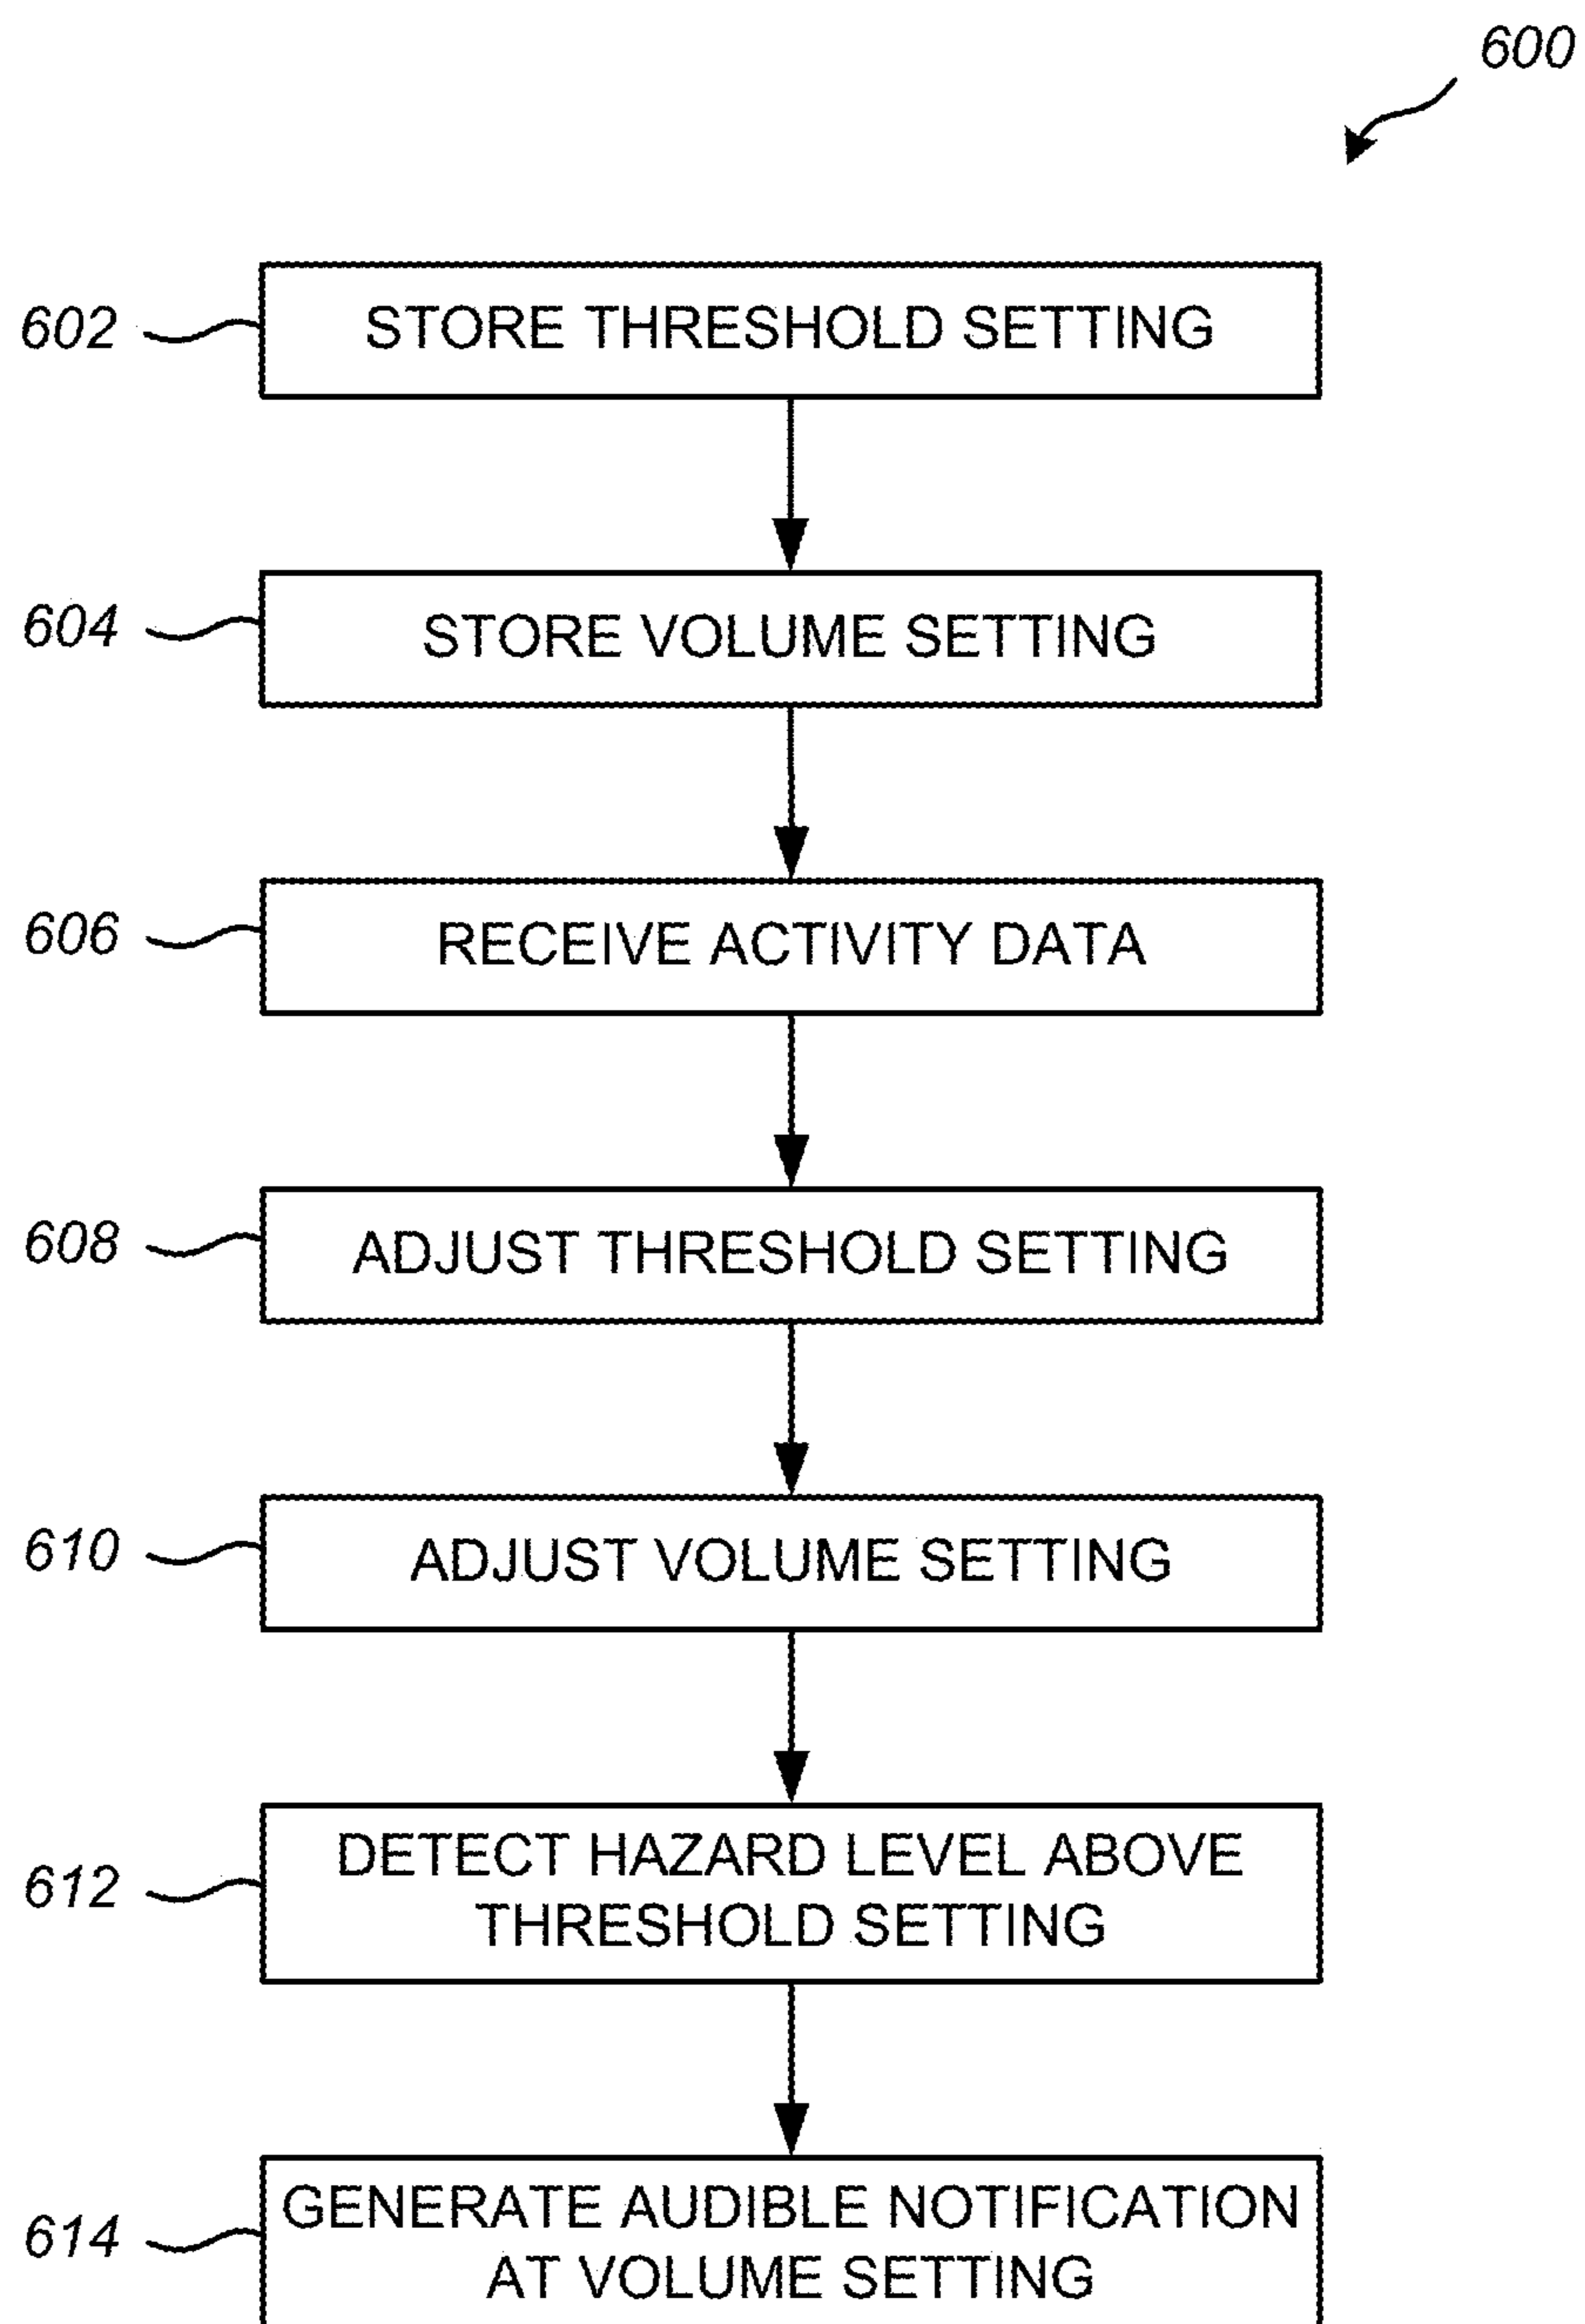 600
602
STORE THRESHOLD SETTING
604
STORE VOLUME SETTING
606
RECEIVE ACTIVITY DATA
608
ADJUST THRESHOLD SETTING
610
ADJUST VOLUME SETTING
612
DETECT HAZARD LEVEL ABOVE
THRESHOLD SETTING
614
GENERATE AUDIBLE NOTIFICATION
AT VOLUME SETTING